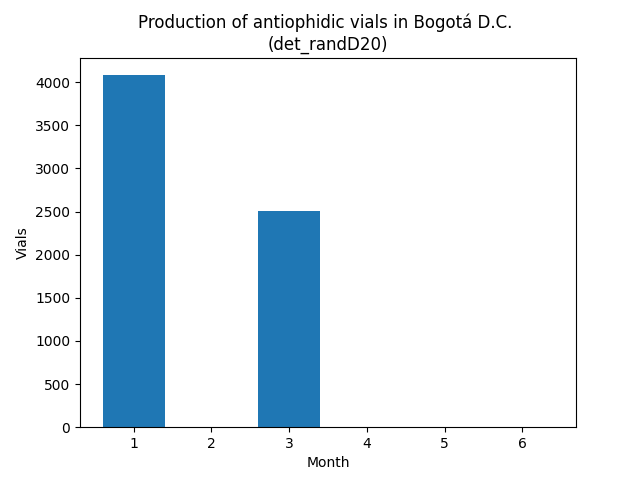 Production of antiophidic vials in Bogotá D.C.
(det_randD20)
4000
3500
3000
2500
2000
1500
1000
500
0
Vials
1 2 3 4 5 6
Month